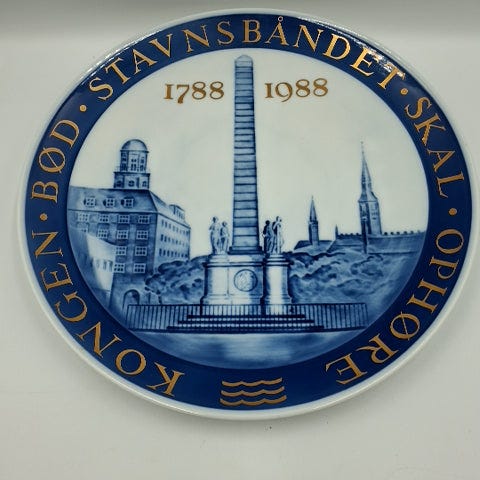 KONGEN · BØD · STAVNSBÅNDET · SKAL · OPHØRE
1788 1988